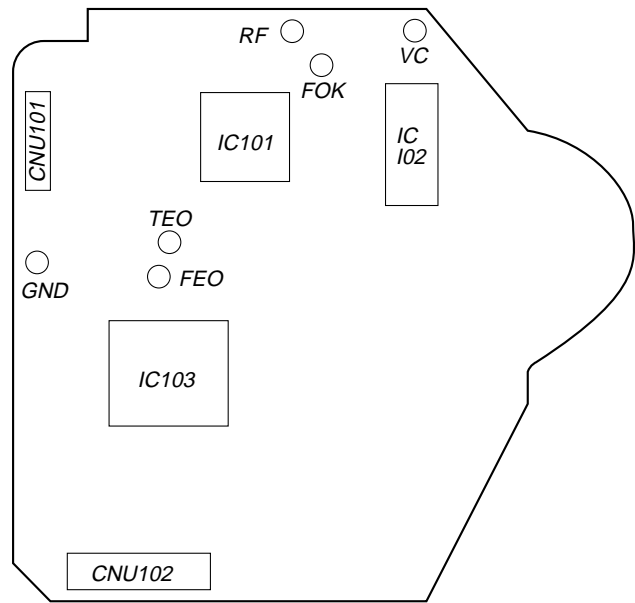 RF
VC
FOK
CNU101
IC101
IC
I02
TEO
FEO
GND
IC103
CNU102